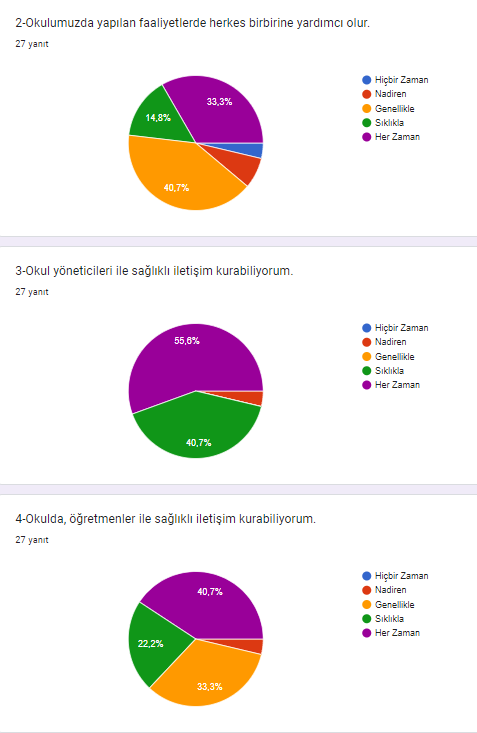 2-Okulumuzda yapılan faaliyetlerde herkes birbirine yardımcı olur.
27 yanıt
33,3%
14,8%
40,7%
Hiçbir Zaman
Nadiren
Genellikle
Sıklıkla
Her Zaman
3-Okul yöneticileri ile sağlıklı iletişim kurabiliyorum.
27 yanıt
55,6%
40,7%
Hiçbir Zaman
Nadiren
Genellikle
Sıklıkla
Her Zaman
4-Okulda, öğretmenler ile sağlıklı iletişim kurabiliyorum.
27 yanıt
40,7%
22,2%
33,3%
Hiçbir Zaman
Nadiren
Genellikle
Sıklıkla
Her Zaman